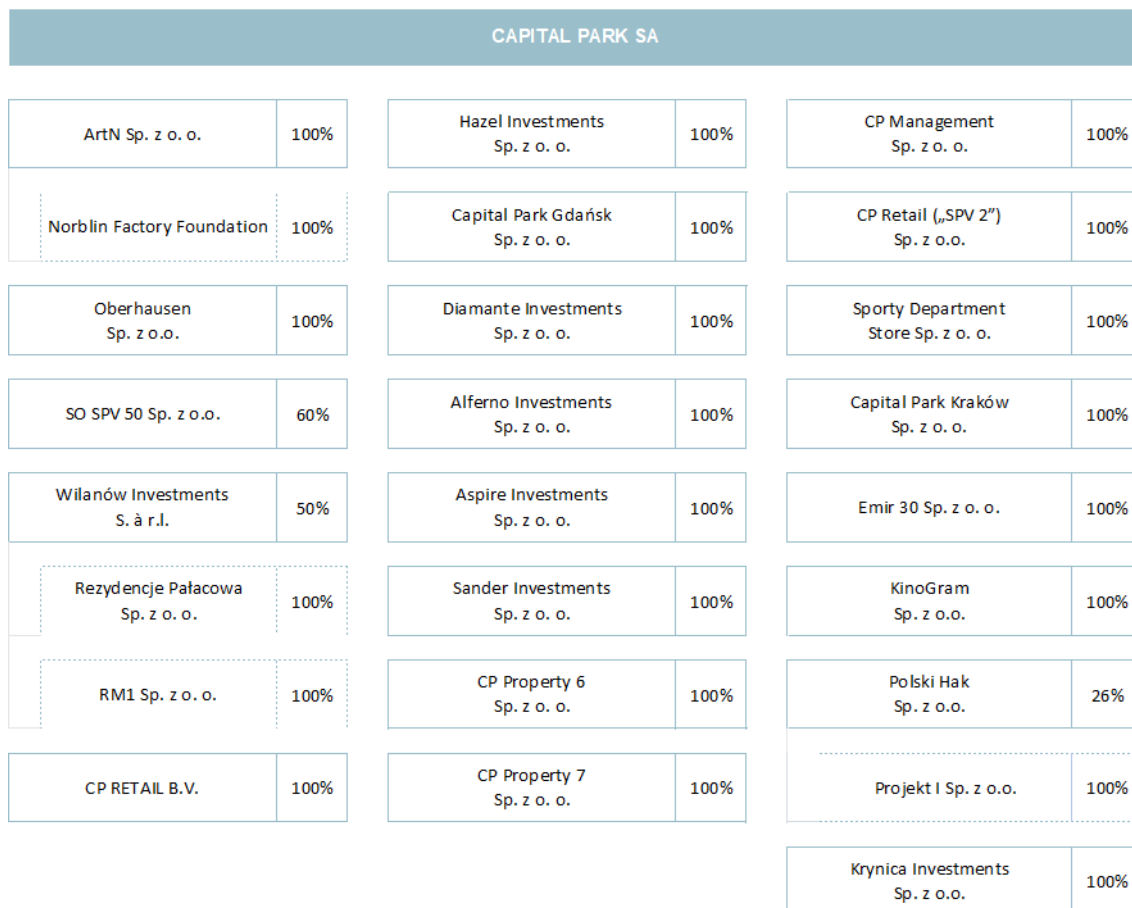 CAPITAL PARK SA
ArtN Sp. z o. o.
100%
Norblin Factory Foundation
100%
Oberhausen
Sp. z o.o.
100%
SO SPV 50 Sp. z o.o.
60%
Wilanów Investments
S. à r.l.
50%
Rezydencje Pałacowa
Sp. z o. o.
100%
RM1 Sp. z o. o.
100%
CP RETAIL B.V.
100%
Hazel Investments
Sp. z o. o.
100%
Capital Park Gdańsk
Sp. z o. o.
100%
Diamante Investments
Sp. z o. o.
100%
Alferno Investments
Sp. z o. o.
100%
Aspire Investments
Sp. z o. o.
100%
Sander Investments
Sp. z o. o.
100%
CP Property 6
Sp. z o. o.
100%
CP Property 7
Sp. z o. o.
100%
CP Management
Sp. z o. o.
100%
CP Retail („SPV 2”)
Sp. z o.o.
100%
Sporty Department
Store Sp. z o. o.
100%
Capital Park Kraków
Sp. z o. o.
100%
Emir 30 Sp. z o. o.
100%
KinoGram
Sp. z o.o.
100%
Polski Hak
Sp. z o.o.
26%
Projekt I Sp. z o.o.
100%
Krynica Investments
Sp. z o.o.
100%